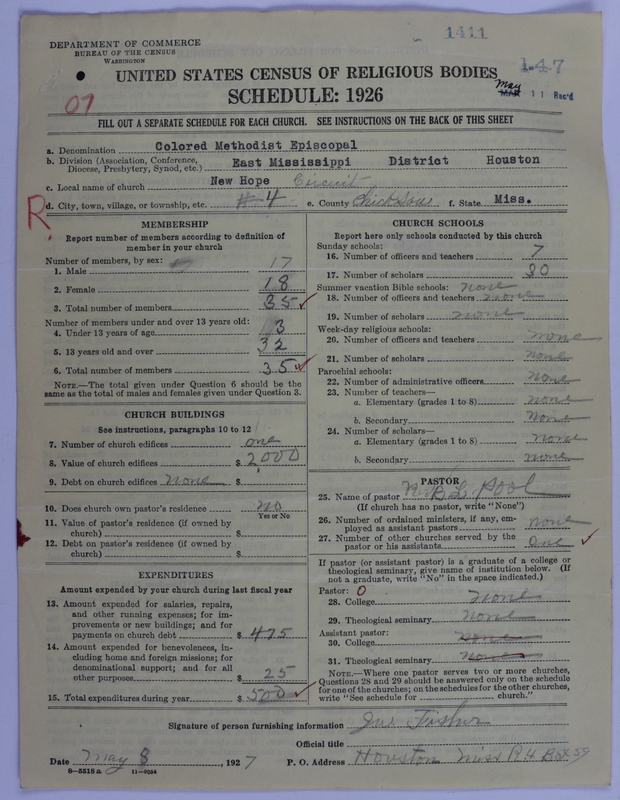 1411
DEPARTMENT OF COMMERCE
BUREAU OF THE CENSUS
WASHINGTON
147
UNITED STATES CENSUS OF RELIGIOUS BODIES
May
MAR 11 Rec'd
07
SCHEDULE: 1926
FILL OUT A SEPARATE SCHEDULE FOR EACH CHURCH. SEE INSTRUCTIONS ON THE BACK OF THIS SHEET
a. Denomination Colored Methodist Episcopal
b. Division (Association, Conference, Diocese, Presbytery, Synod, etc.) East Mississippi District Houston
c. Local name of church New Hope Circuit
R
d. City, town, village, or township, etc. #4 e. County Chickasaw f. State Miss.
MEMBERSHIP
Report number of members according to definition of
member in your church
Number of members, by sex:
1. Male 17
2. Female 18
3. Total number of members 35
Number of members under and over 13 years old:
4. Under 13 years of age 3
5. 13 years old and over 32
6. Total number of members 35
NOTE.—The total given under Question 6 should be the
same as the total of males and females given under Question 3.
CHURCH BUILDINGS
See instructions, paragraphs 10 to 12
7. Number of church edifices one
8. Value of church edifices $ 2000
9. Debt on church edifices none $
10. Does church own pastor's residence no
Yes or No
11. Value of pastor's residence (if owned by
church) $
12. Debt on pastor's residence (if owned by
church) $
EXPENDITURES
Amount expended by your church during last fiscal year
13. Amount expended for salaries, repairs,
and other running expenses; for im-
provements or new buildings; and for
payments on church debt $ 475
14. Amount expended for benevolences, in-
cluding home and foreign missions; for
denominational support; and for all
other purposes $ 25
15. Total expenditures during year $ 500
CHURCH SCHOOLS
Report here only schools conducted by this church
Sunday schools:
16. Number of officers and teachers 7
17. Number of scholars 30
Summer vacation Bible schools: none
18. Number of officers and teachers none
19. Number of scholars none
Week-day religious schools:
20. Number of officers and teachers none
21. Number of scholars none
Parochial schools:
22. Number of administrative officers none
23. Number of teachers—
a. Elementary (grades 1 to 8) none
b. Secondary none
24. Number of scholars—
a. Elementary (grades 1 to 8) none
b. Secondary none
PASTOR
25. Name of pastor B L Pool
(If church has no pastor, write "None")
26. Number of ordained ministers, if any, em-
ployed as assistant pastors none
27. Number of other churches served by the
pastor or his assistants One
If pastor (or assistant pastor) is a graduate of a college or
theological seminary, give name of institution below. (If
not a graduate, write "No" in the space indicated.)
Pastor: 0
28. College none
29. Theological seminary none
Assistant pastor:
30. College none
31. Theological seminary none
NOTE.—Where one pastor serves two or more churches,
Questions 28 and 29 should be answered only on the schedule
for one of the churches; on the schedules for the other churches,
write "See schedule for church."
Signature of person furnishing information Fisher
Official title
Date May 8, 1927 P. O. Address Houston Miss R4 Box 59
8—5518 a 11—9054